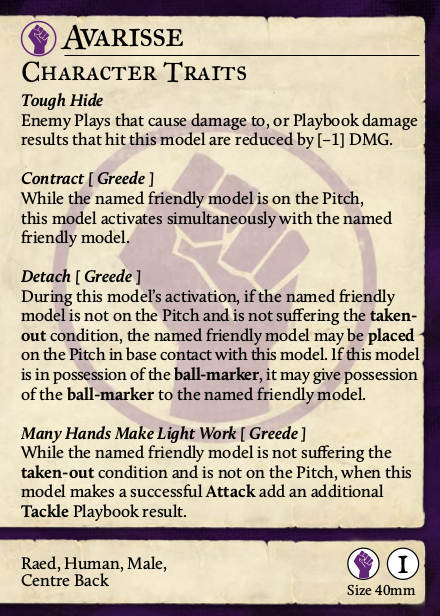 Avarisse
Character Traits
Tough Hide
Enemy Plays that cause damage to, or Playbook damage
results that hit this model are reduced by [–1] DMG.
Contract [ Greede ]
While the named friendly model is on the Pitch,
this model activates simultaneously with the named
friendly model.
Detach [ Greede ]
During this model's activation, if the named friendly
model is not on the Pitch and is not suffering the taken-
out condition, the named friendly model may be placed
on the Pitch in base contact with this model. If this model
is in possession of the ball-marker, it may give possession
of the ball-marker to the named friendly model.
Many Hands Make Light Work [ Greede ]
While the named friendly model is not suffering the
taken-out condition and is not on the Pitch, when this
model makes a successful Attack add an additional
Tackle Playbook result.
Raed, Human, Male,
Centre Back
1
Size 40mm